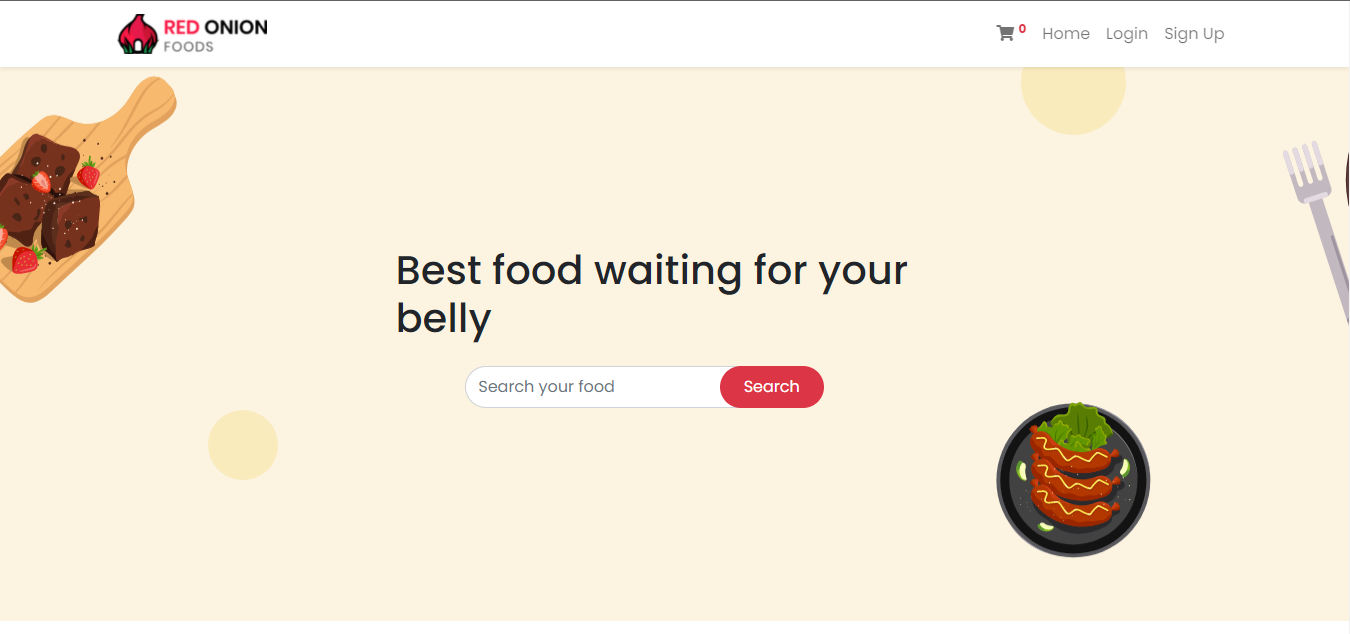 RED ONION
FOODS
0 Home Login Sign Up
Best food waiting for your
belly
Search your food Search